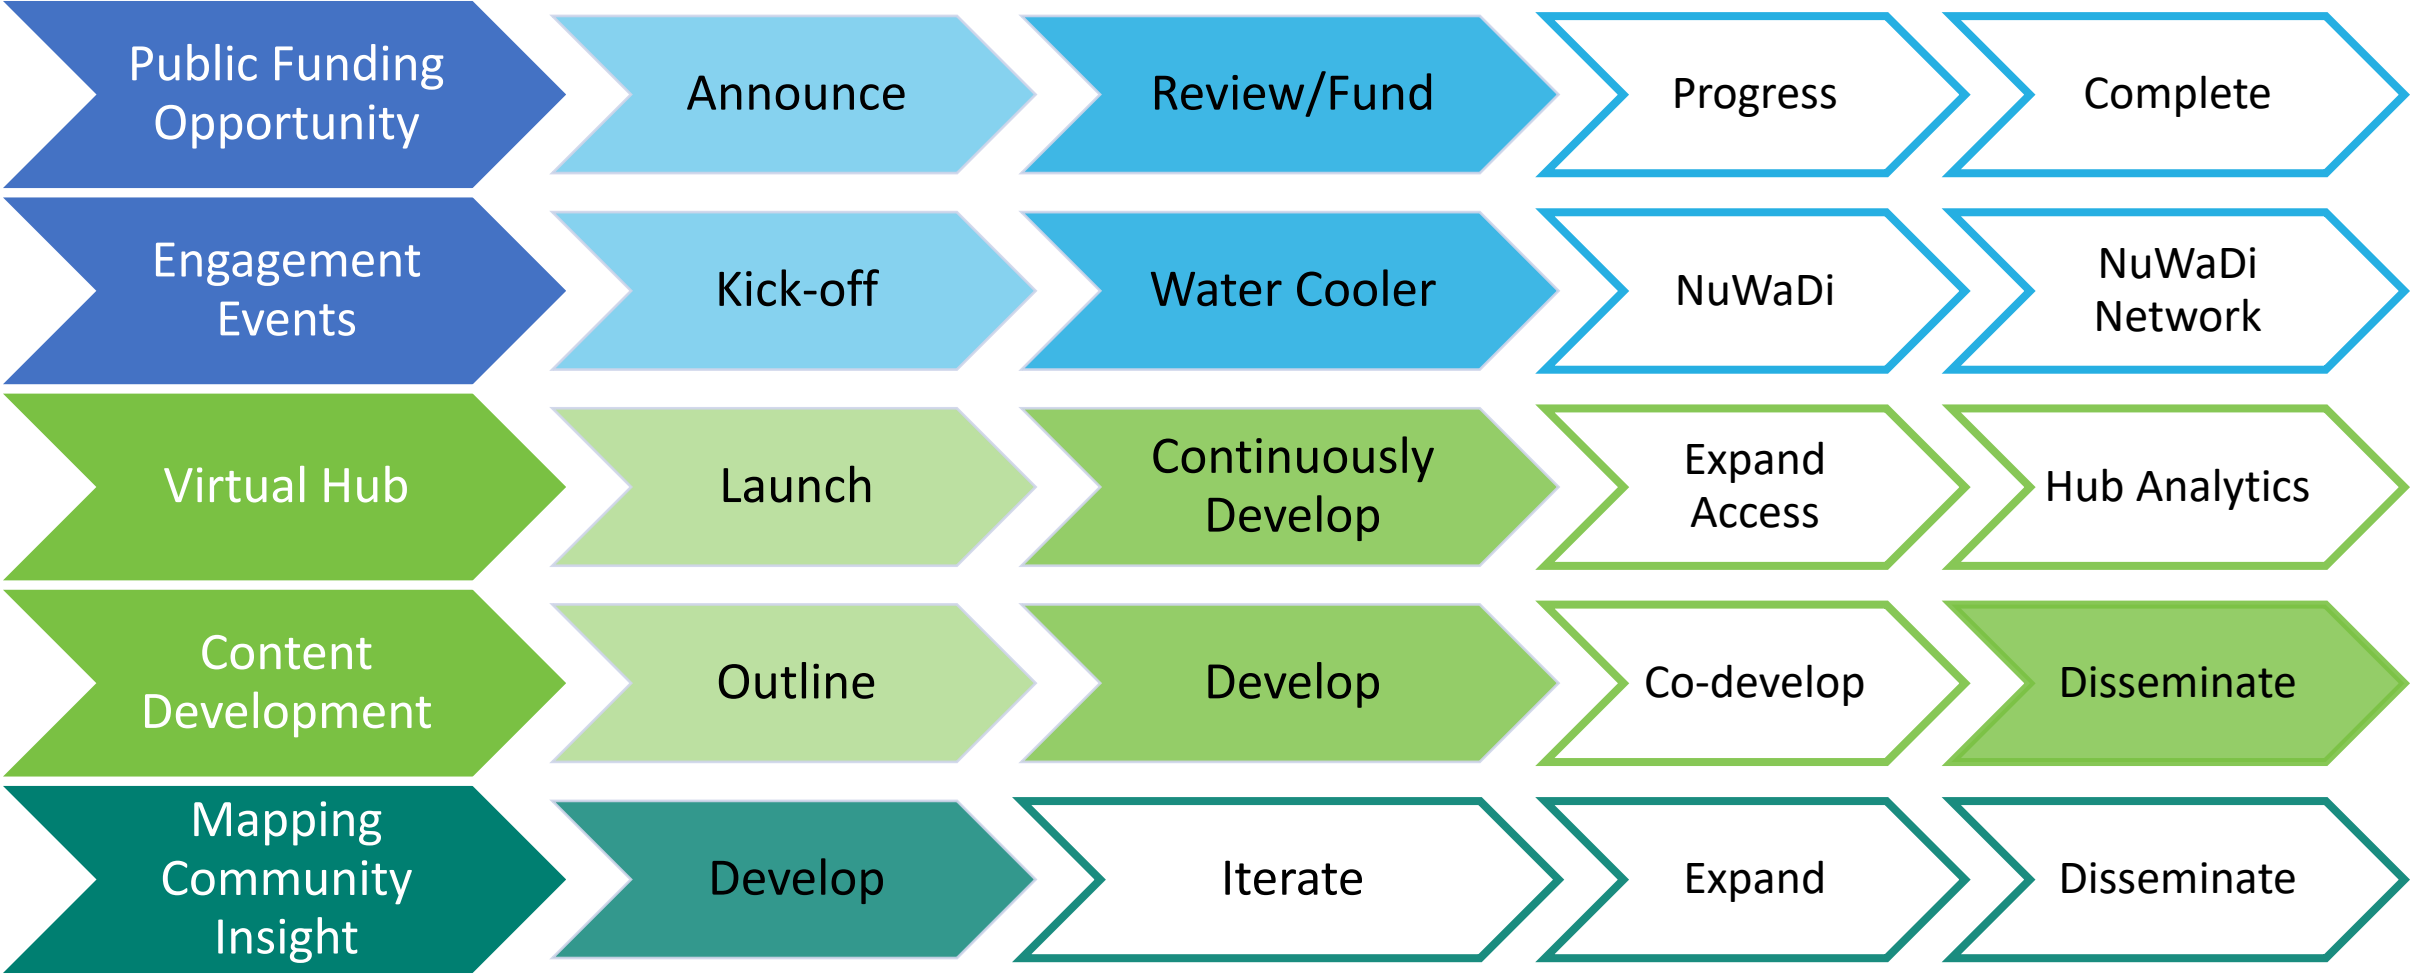 Public Funding
Opportunity
Announce
Review/Fund
Progress
Complete
Engagement
Events
Kick-off
Water Cooler
NuWaDi
NuWaDi
Network
Virtual Hub
Launch
Continuously
Develop
Expand
Access
Hub Analytics
Content
Development
Outline
Develop
Co-develop
Disseminate
Mapping
Community
Insight
Develop
Iterate
Expand
Disseminate